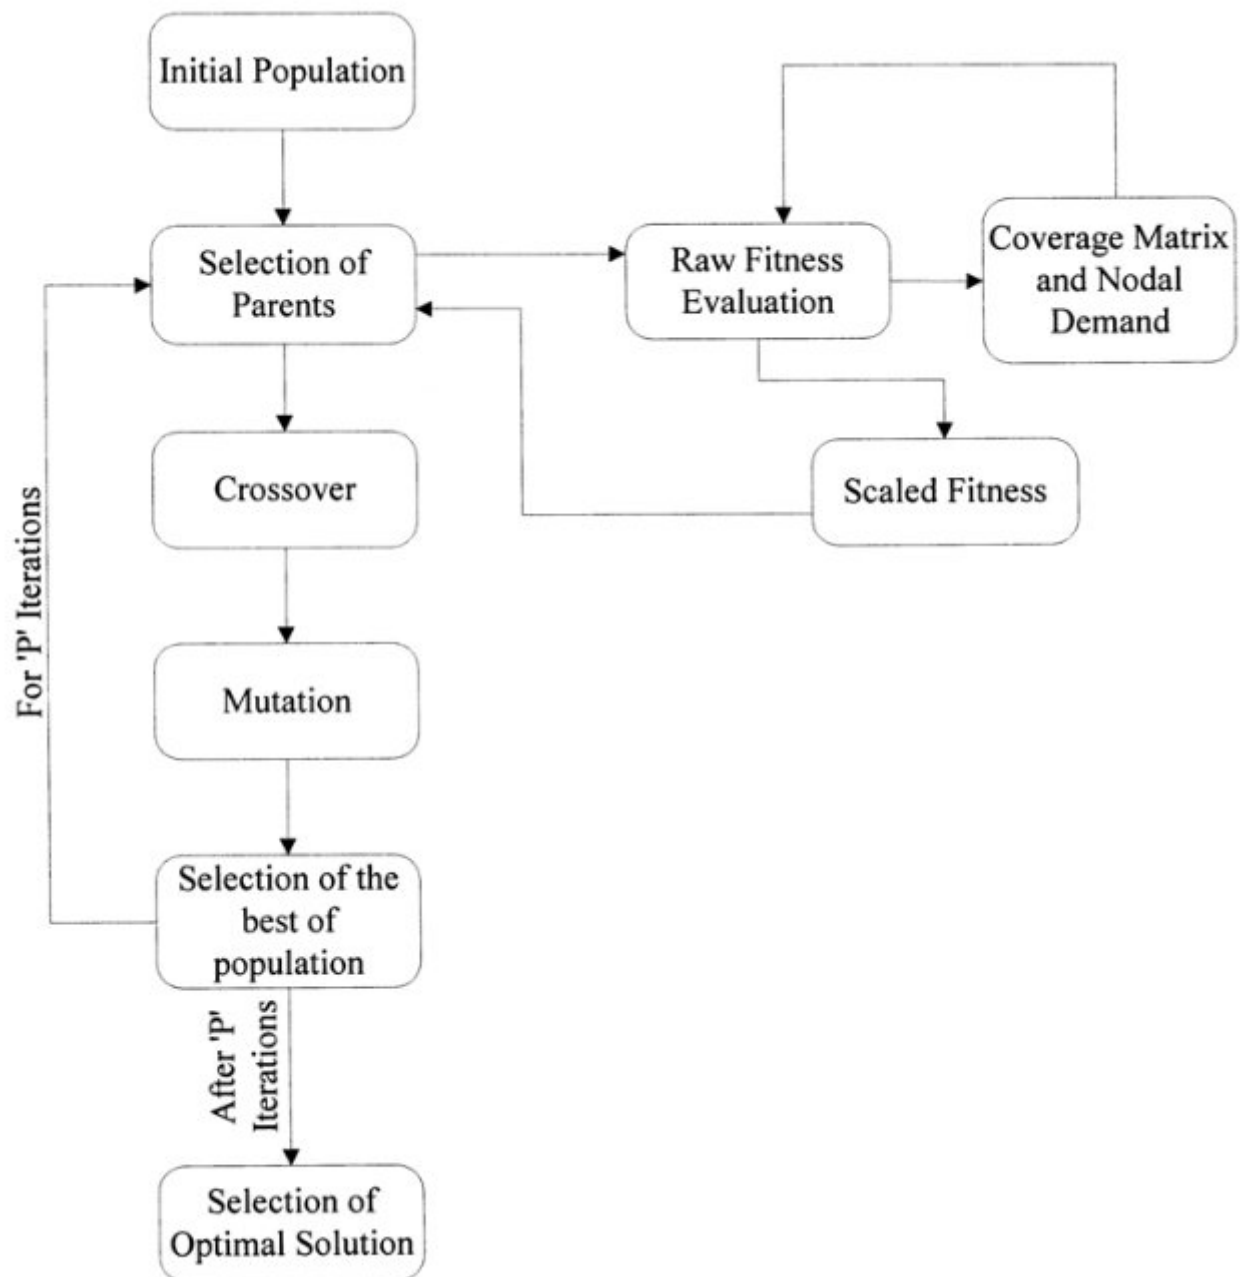 Initial Population
Selection of
Parents
Raw Fitness
Evaluation
Coverage Matrix
and Nodal
Demand
Crossover
Scaled Fitness
For 'P' Iterations
Mutation
Selection of the
best of
population
After 'P'
Iterations
Selection of
Optimal Solution